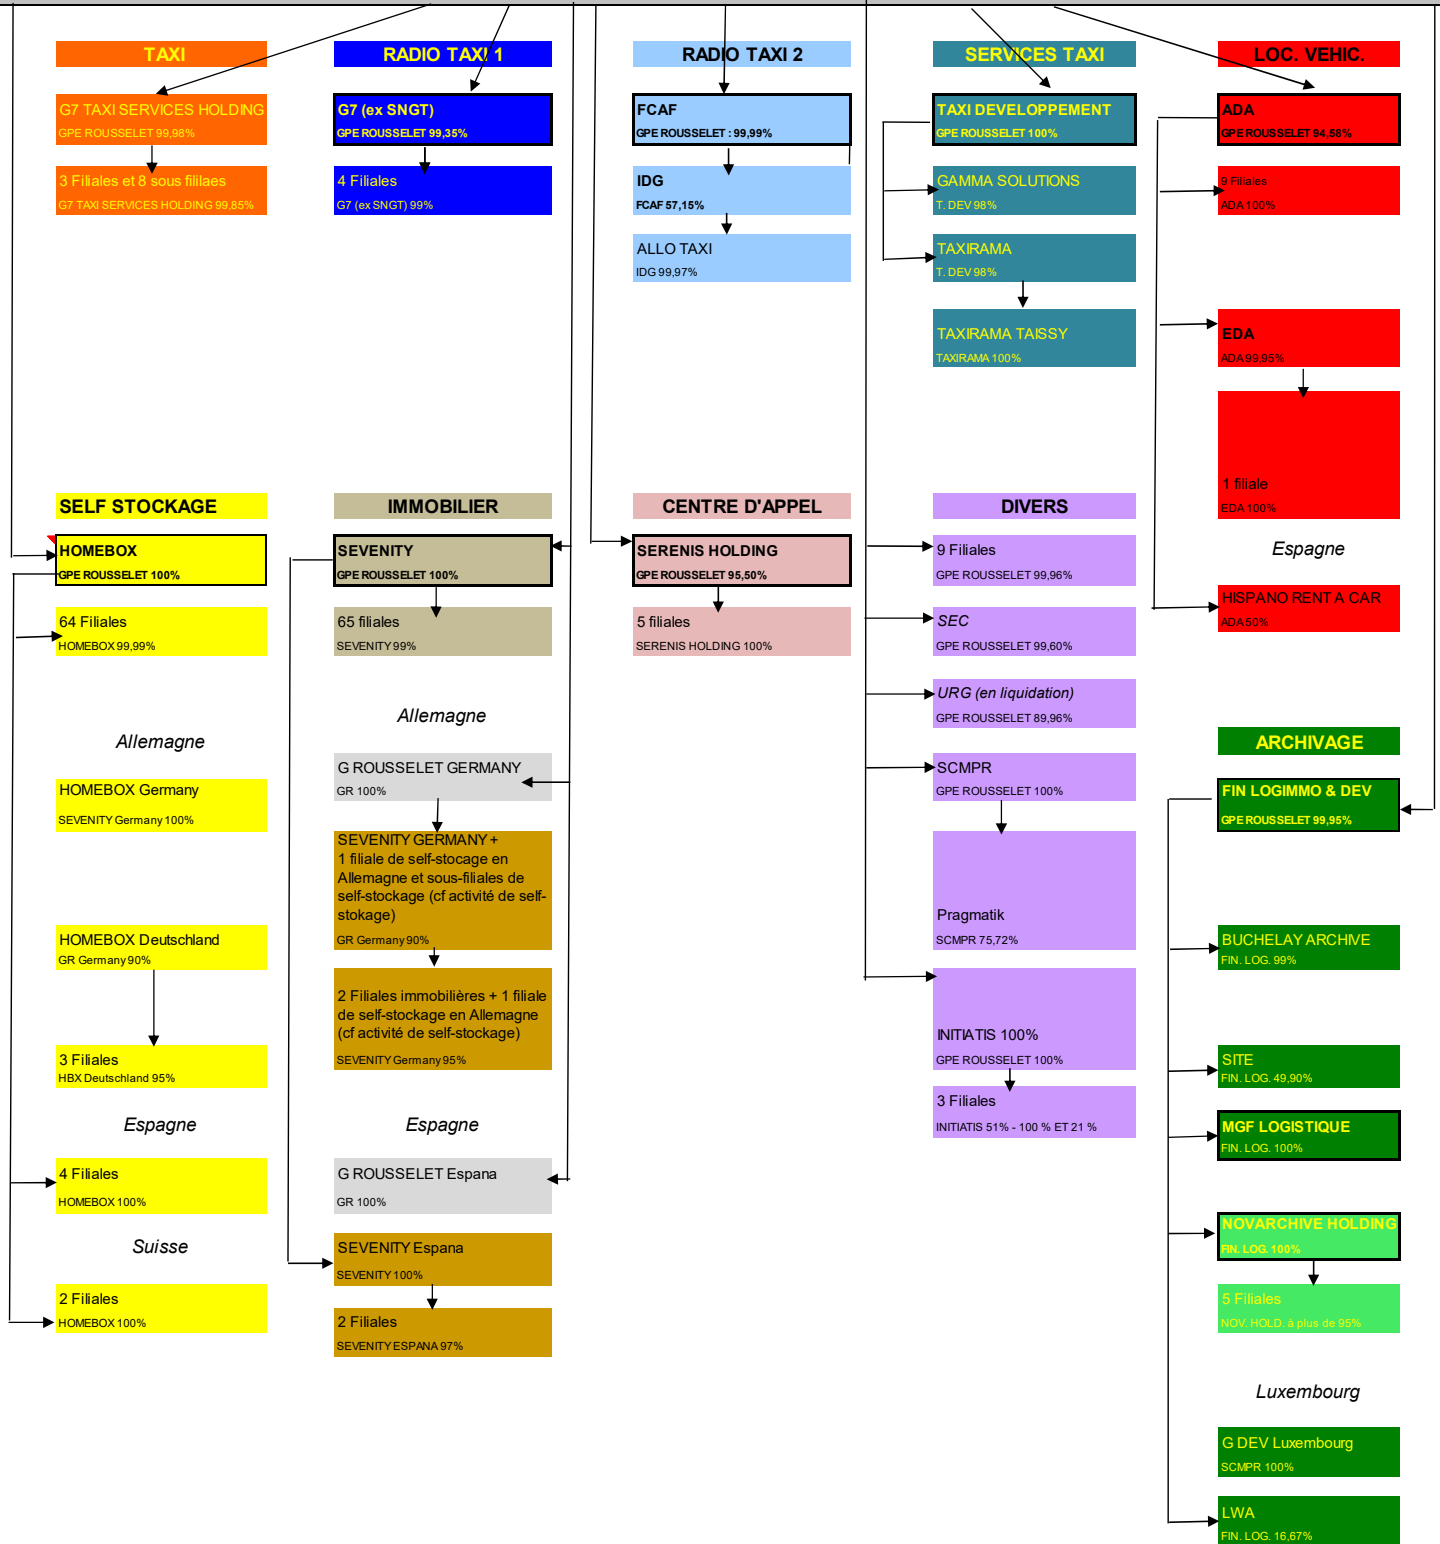 TAXI
G7 TAXI SERVICES HOLDING
GPE ROUSSELET 99,98%
3 Filiales et 8 sous fililaes
G7 TAXI SERVICES HOLDING 99,85%
RADIO TAXI 1
G7 (ex SNGT)
GPE ROUSSELET 99,35%
4 Filiales
G7 (ex SNGT) 99%
RADIO TAXI 2
FCAF
GPE ROUSSELET : 99,99%
IDG
FCAF 57,15%
ALLO TAXI
IDG 99,97%
SERVICES TAXI
TAXI DEVELOPPEMENT
GPE ROUSSELET 100%
GAMMA SOLUTIONS
T. DEV 98%
TAXIRAMA
T. DEV 98%
TAXIRAMA TAISSY
TAXIRAMA 100%
LOC. VEHIC.
ADA
GPE ROUSSELET 94,58%
9 Filiales
ADA 100%
EDA
ADA 99,95%
1 filiale
EDA 100%
Espagne
HISPANO RENT A CAR
ADA 50%
SELF STOCKAGE
HOMEBOX
GPE ROUSSELET 100%
64 Filiales
HOMEBOX 99,99%
Allemagne
HOMEBOX Germany
SEVENITY Germany 100%
HOMEBOX Deutschland
GR Germany 90%
3 Filiales
HBX Deutschland 95%
Espagne
4 Filiales
HOMEBOX 100%
Suisse
2 Filiales
HOMEBOX 100%
IMMOBILIER
SEVENITY
GPE ROUSSELET 100%
65 filiales
SEVENITY 99%
Allemagne
G ROUSSELET GERMANY
GR 100%
SEVENITY GERMANY +
1 filiale de self-stocage en
Allemagne et sous-filiales de
self-stockage (cf activité de self-
stokage)
GR Germany 90%
2 Filiales immobilières + 1 filiale
de self-stockage en Allemagne
(cf activité de self-stockage)
SEVENITY Germany 95%
Espagne
G ROUSSELET Espana
GR 100%
SEVENITY Espana
SEVENITY 100%
2 Filiales
SEVENITY ESPANA 97%
CENTRE D'APPEL
SERENIS HOLDING
GPE ROUSSELET 95,50%
5 filiales
SERENIS HOLDING 100%
DIVERS
9 Filiales
GPE ROUSSELET 99,96%
SEC
GPE ROUSSELET 99,60%
URG (en liquidation)
GPE ROUSSELET 89,96%
SCMPR
GPE ROUSSELET 100%
Pragmatik
SCMPR 75,72%
INITIATIS 100%
GPE ROUSSELET 100%
3 Filiales
INITIATIS 51% - 100 % ET 21 %
ARCHIVAGE
FIN LOGIMMO & DEV
GPE ROUSSELET 99,95%
BUCHELAY ARCHIVE
FIN. LOG. 99%
SITE
FIN. LOG. 49,90%
MGF LOGISTIQUE
FIN. LOG. 100%
NOVARCHIVE HOLDING
FIN. LOG. 100%
5 Filiales
NOV. HOLD. à plus de 95%
Luxembourg
G DEV Luxembourg
SCMPR 100%
LWA
FIN. LOG. 16,67%